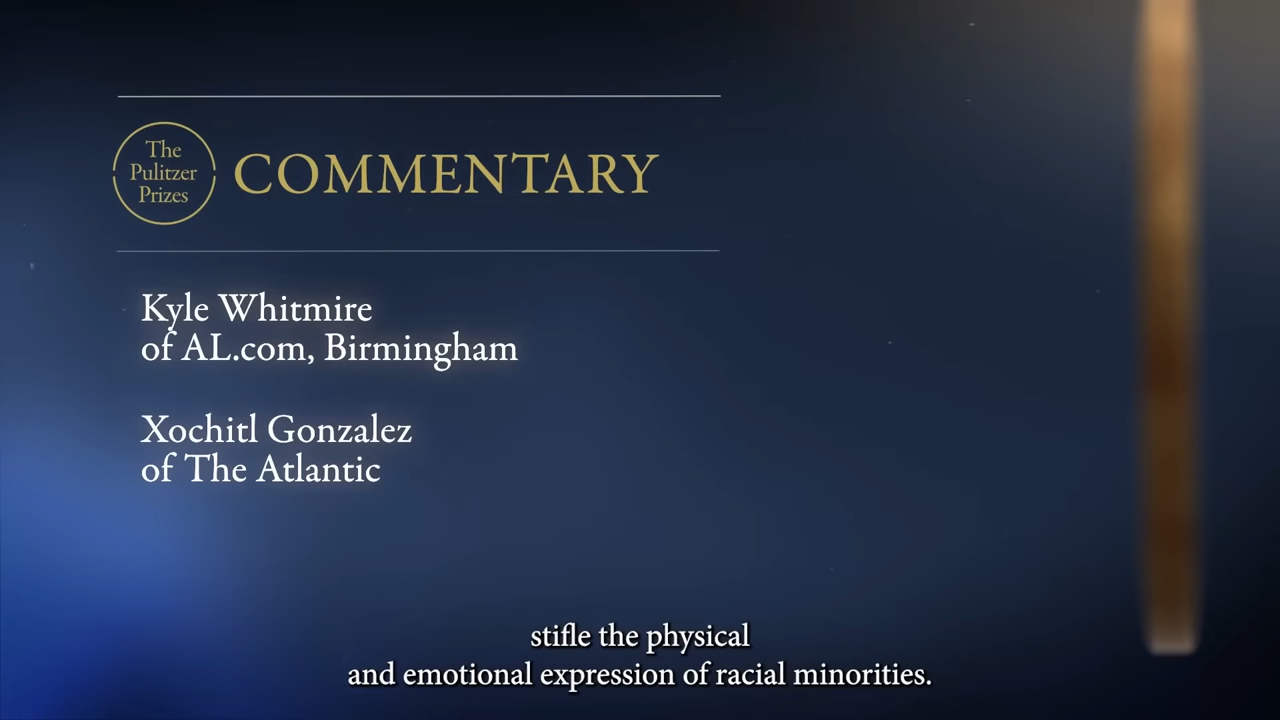 The
Pulitzer
Prizes
COMMENTARY
Kyle Whitmire
of AL.com, Birmingham
Xochitl Gonzalez
of The Atlantic
stifle the physical
and emotional expression of racial minorities.